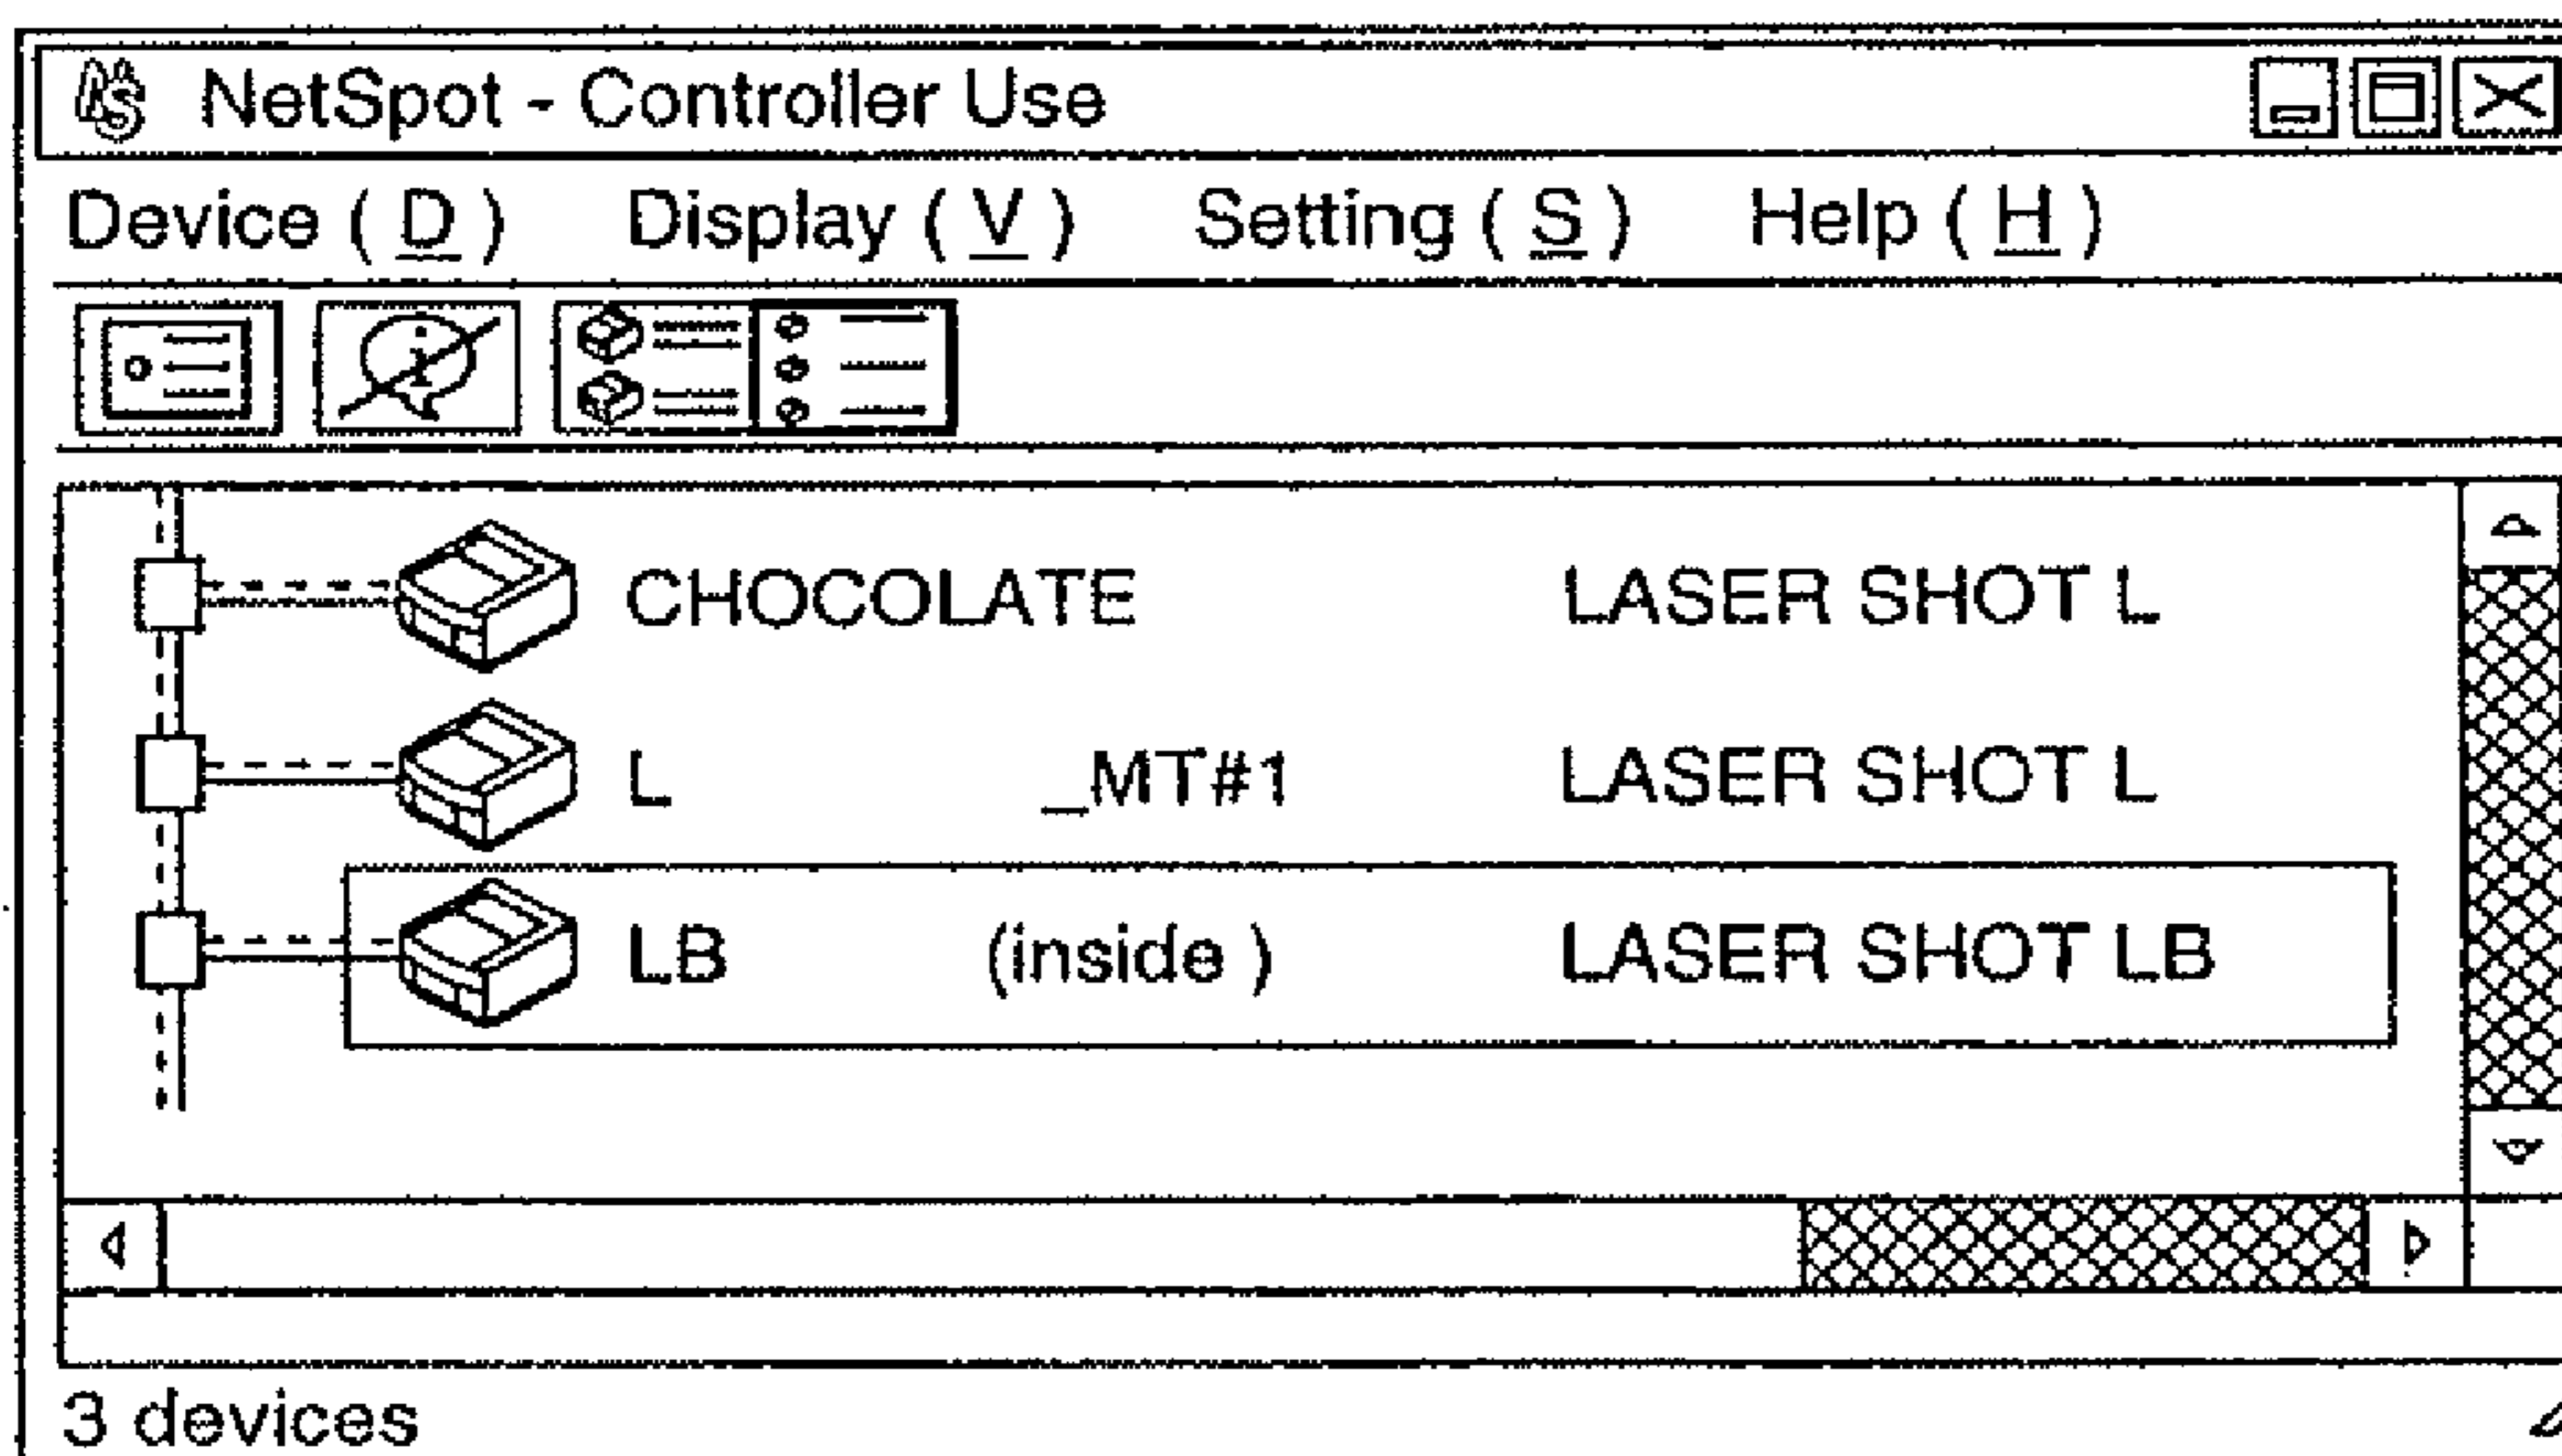 NS NetSpot - Controller Use
Device ( D ) Display ( V ) Setting ( S ) Help ( H )
CHOCOLATE LASER SHOT L
L _MT#1 LASER SHOT L
LB (inside ) LASER SHOT LB
3 devices